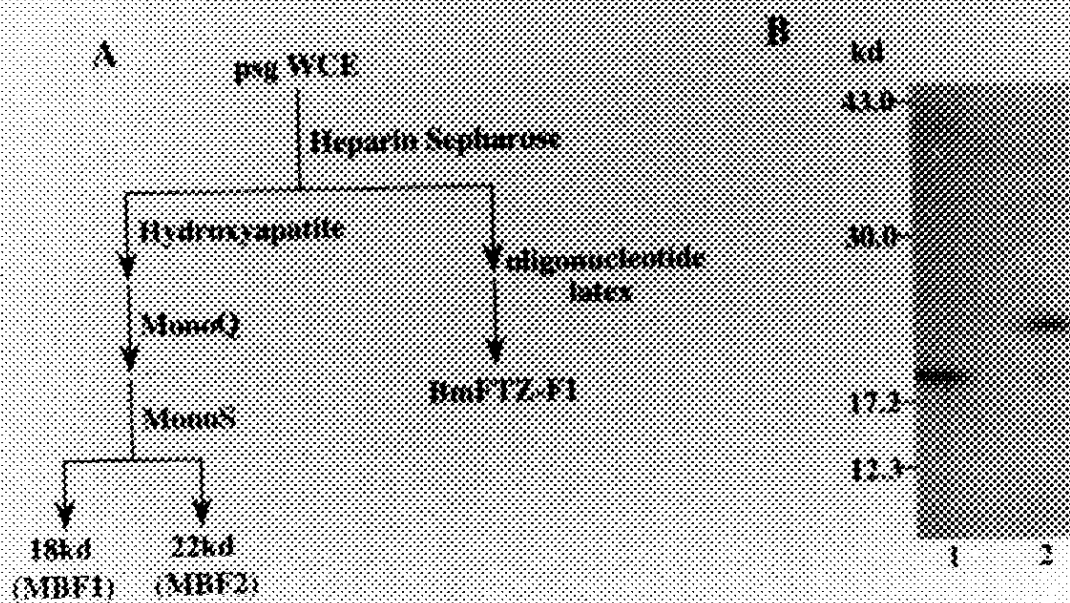 A
psg WCE
Heparin Sepharose
Hydroxyapatite
MonoQ
MonoS
18kd
(MBF1)
22kd
(MBF2)
oligonucleotide
latex
BmFTZ-F1
B
kd
43.0
30.0
17.2
12.3
1 2